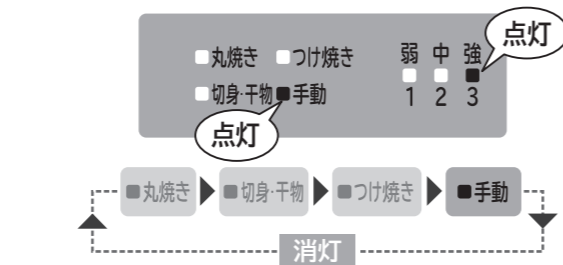 点灯
□丸焼き □つけ焼き 弱 中 強
□切身・干物 ■手動 1 2 3
点灯
■丸焼き ■切身・干物 ■つけ焼き ■手動
消灯